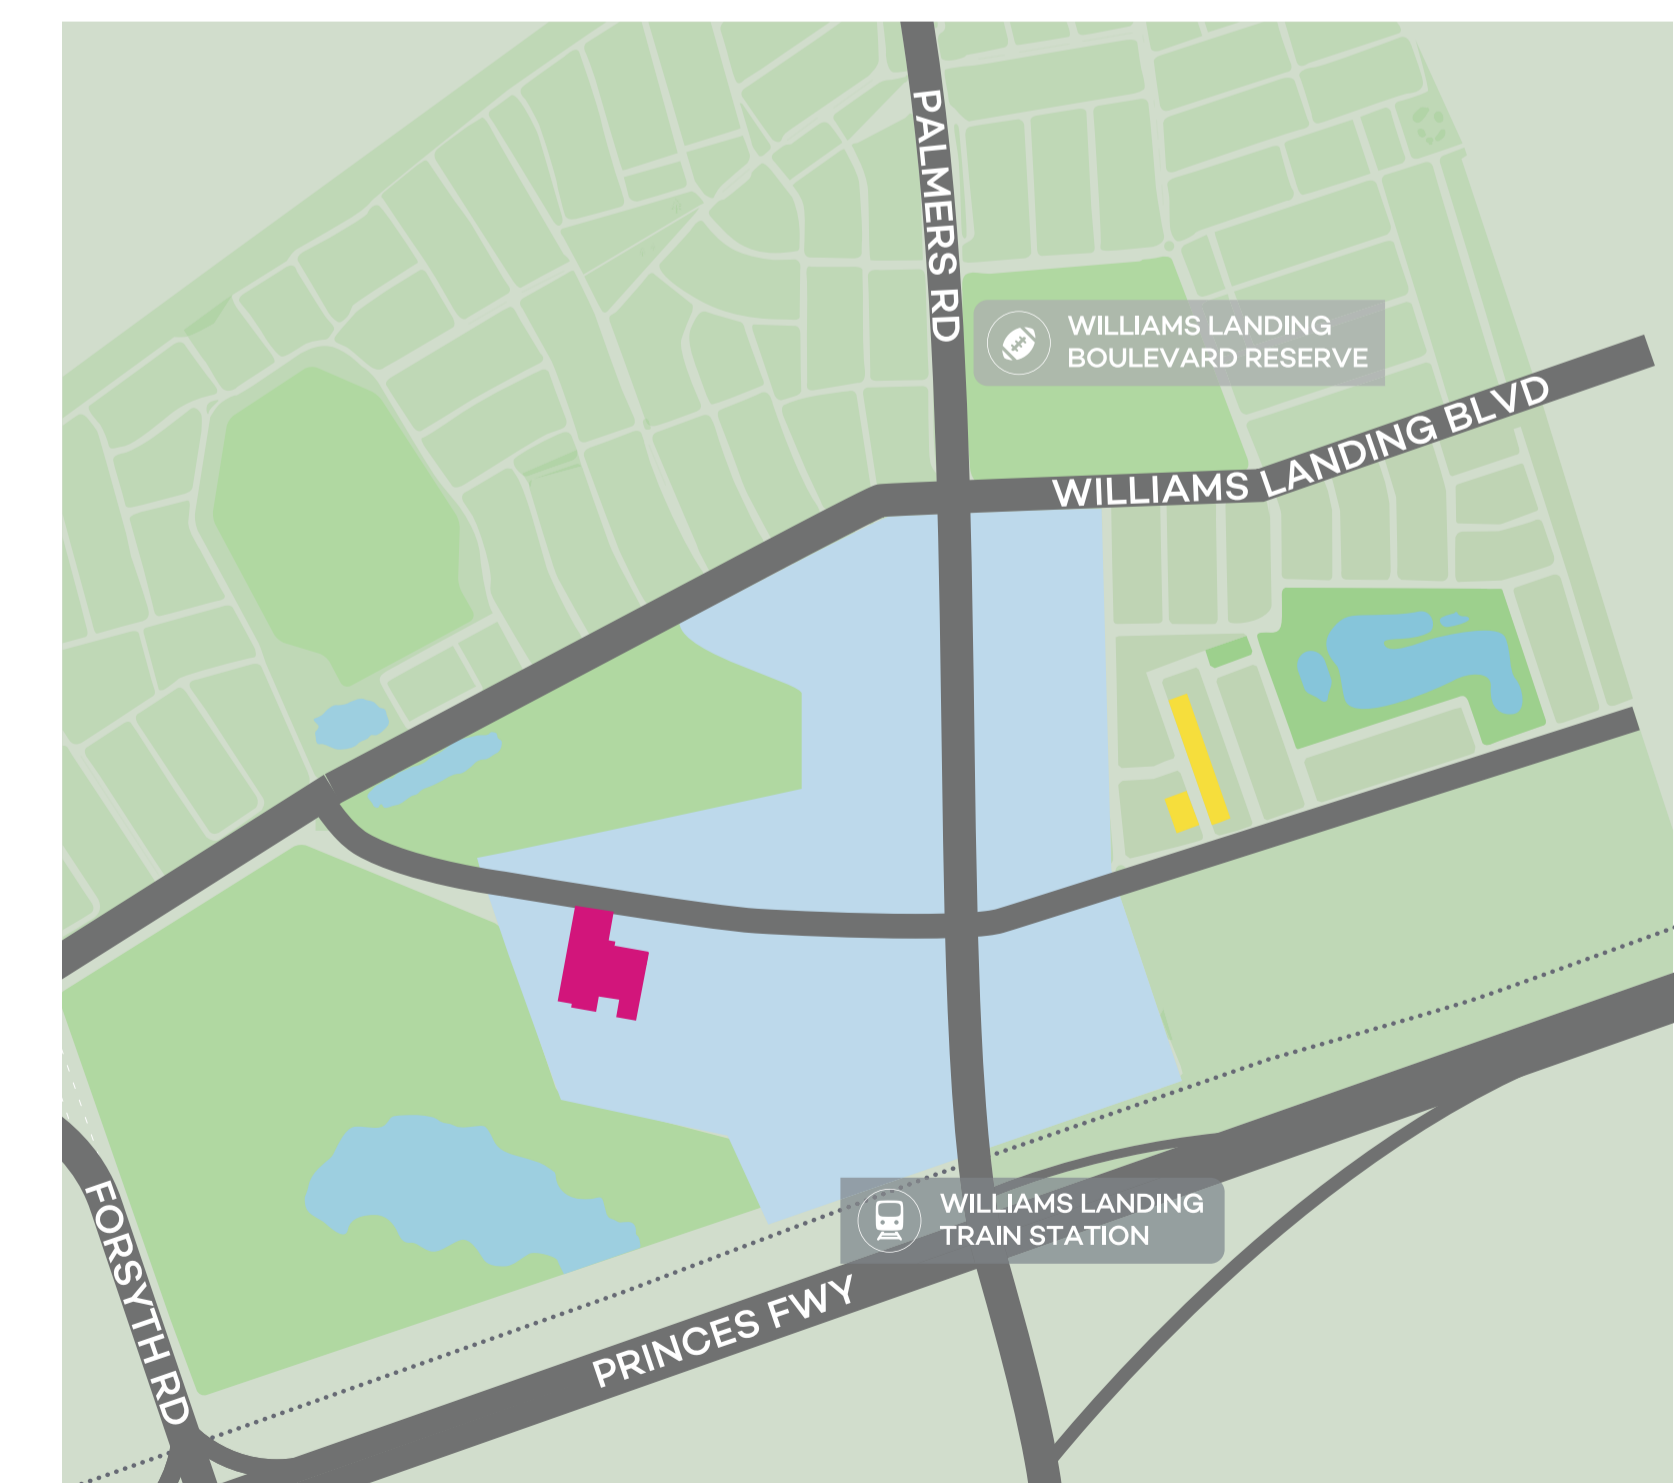 PALMERS RD
WILLIAMS LANDING
BOULEVARD RESERVE
WILLIAMS LANDING BLVD
WILLIAMS LANDING
TRAIN STATION
FORSYTH RD
PRINCES FWY